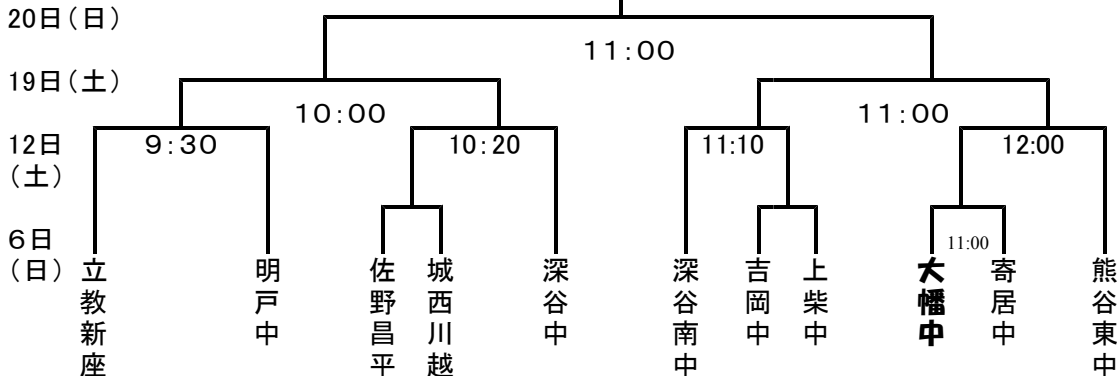 20日(日)
11:00
19日(土)
10:00
11:00
12日
(土)
9:30
10:20
11:10
12:00
6日
(日)
11:00
立教新座
明戸中
佐野昌平
城西川越
深谷中
深谷南中
吉岡中
上柴中
大幡中
寄居中
熊谷東中